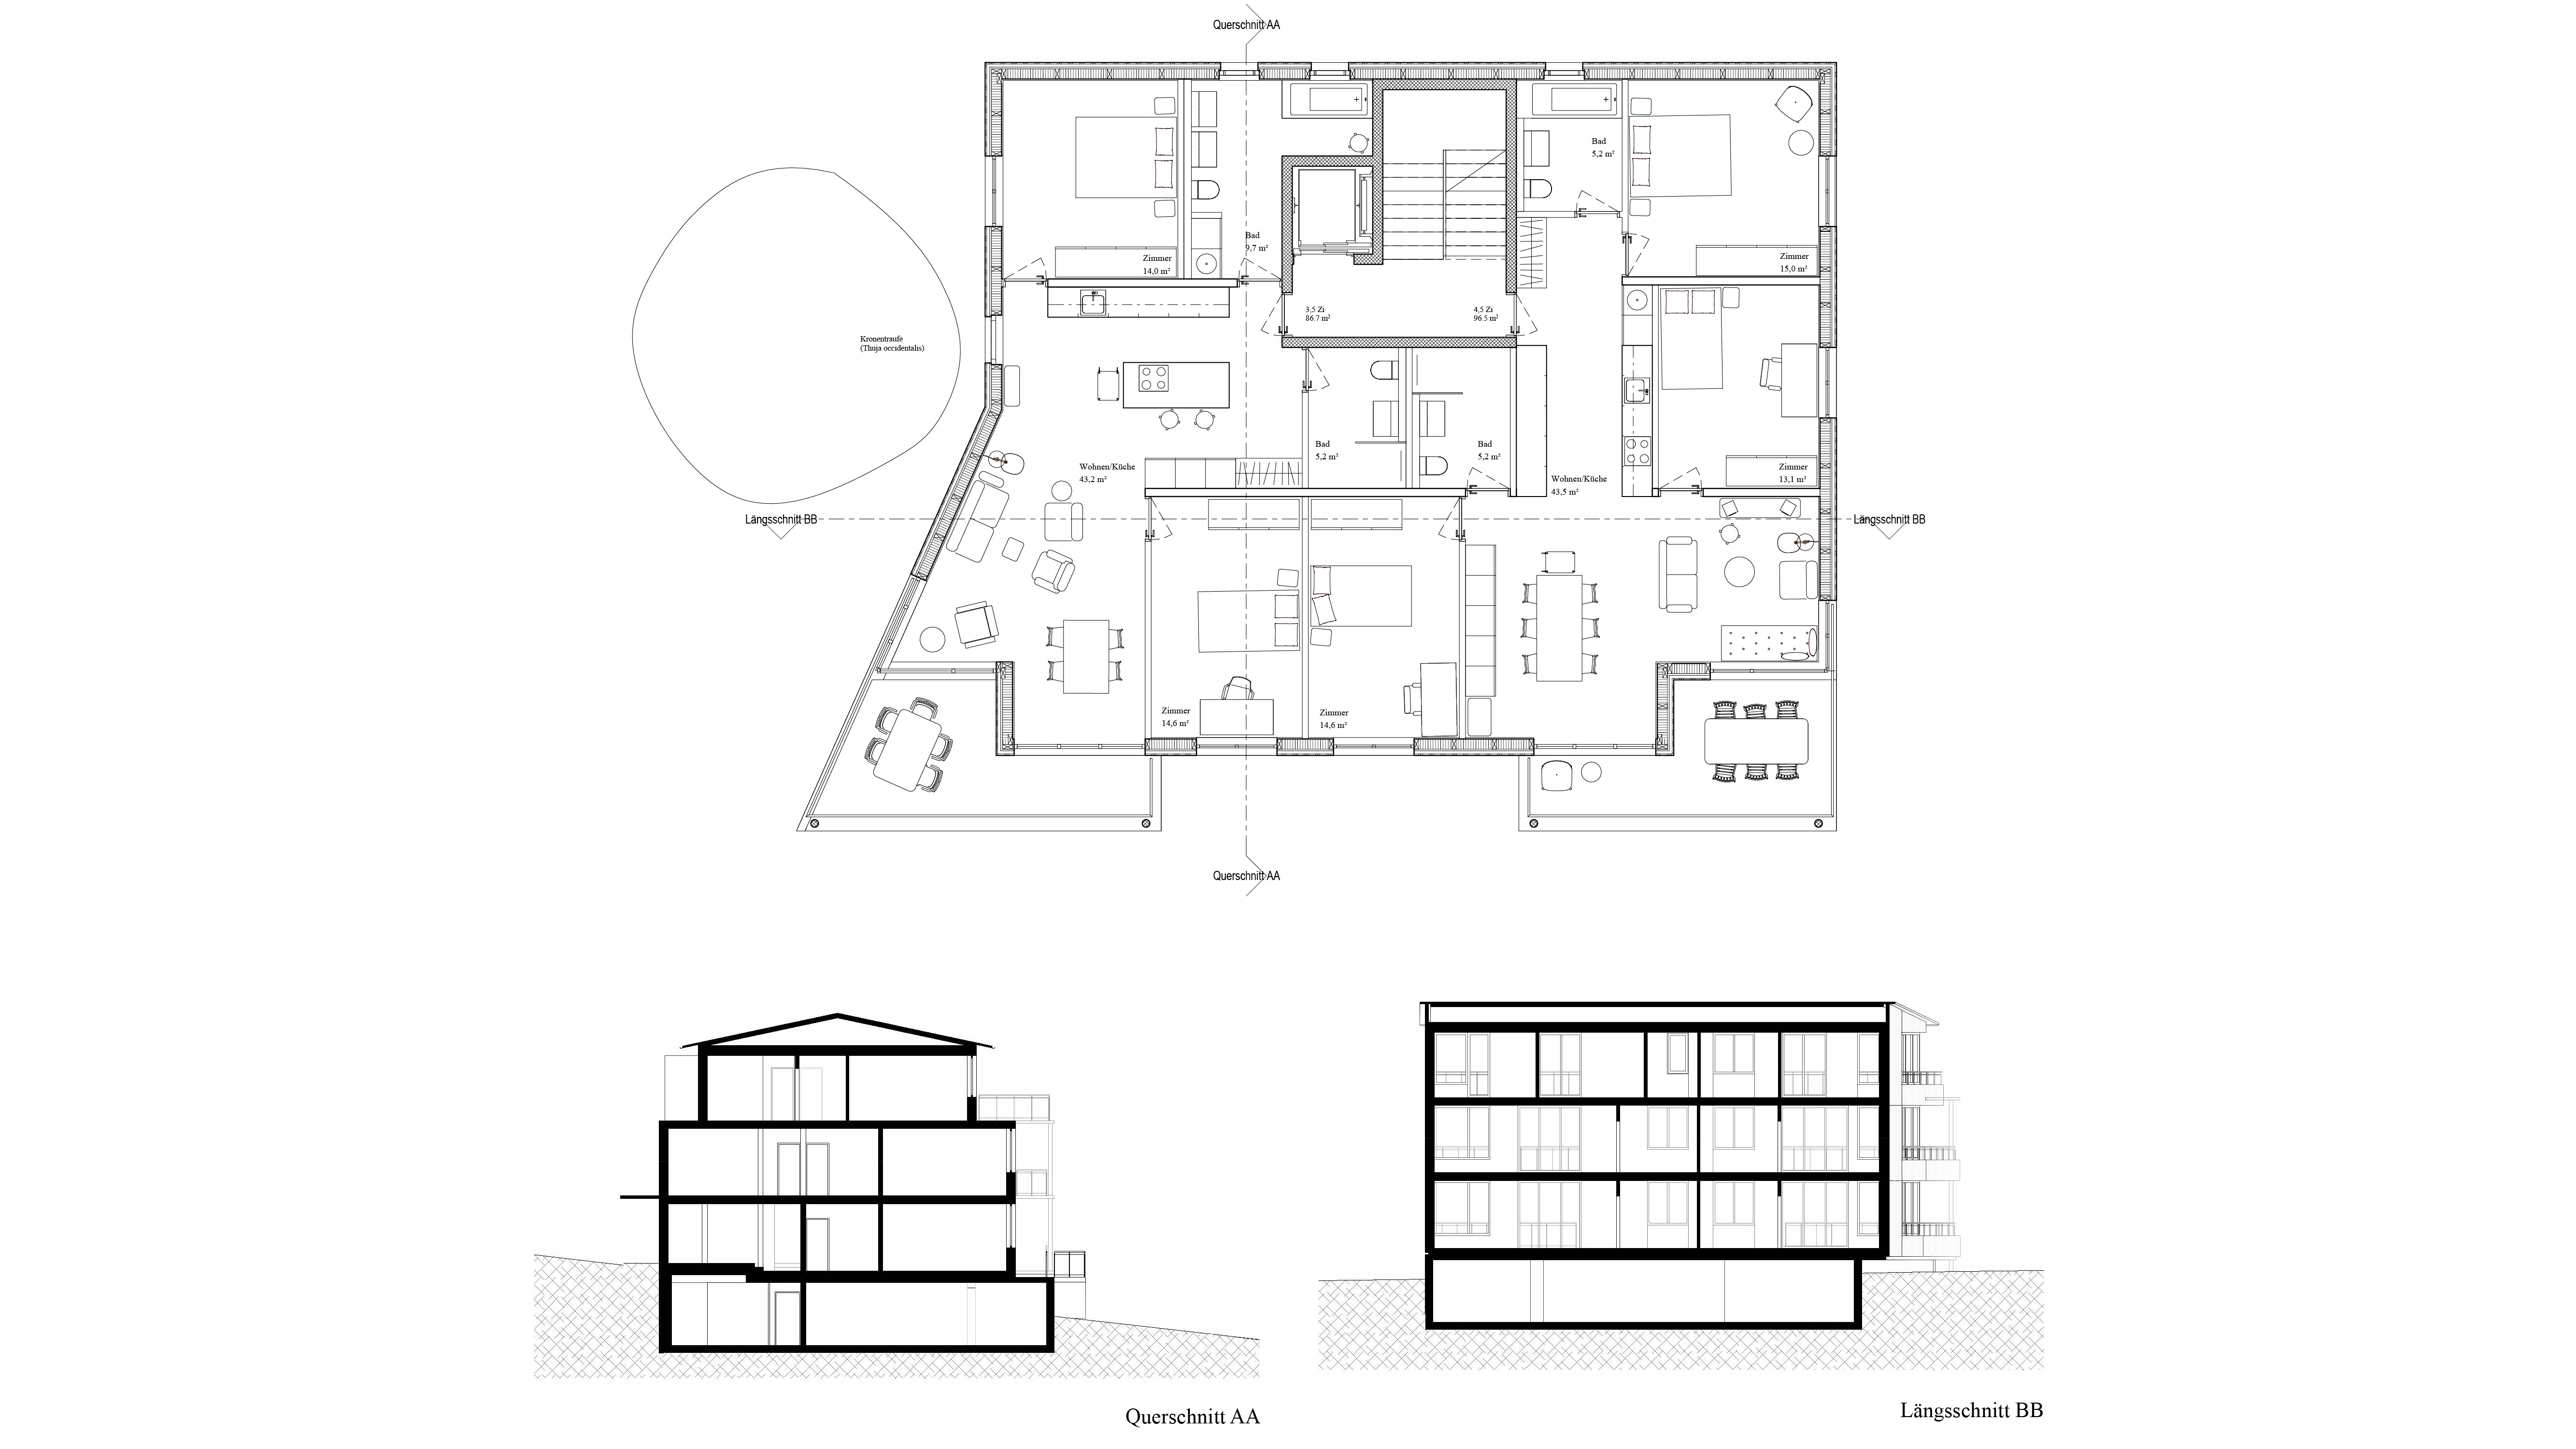 Querschnitt AA
Bad
5,2 m²
Bad
9,7 m²
Zimmer
14,0 m²
Zimmer
15,0 m²
3,5 Zi
86.7 m²
4,5 Zi
96.5 m²
Kronentraufe
(Thuja occidentalis)
Bad
5,2 m²
Bad
5,2 m²
Wohnen/Küche
43,2 m²
Zimmer
13,1 m²
Wohnen/Küche
43,5 m²
Längsschnitt BB
Längsschnitt BB
Zimmer
14,6 m²
Zimmer
14,6 m²
Querschnitt AA
Querschnitt AA
Längsschnitt BB